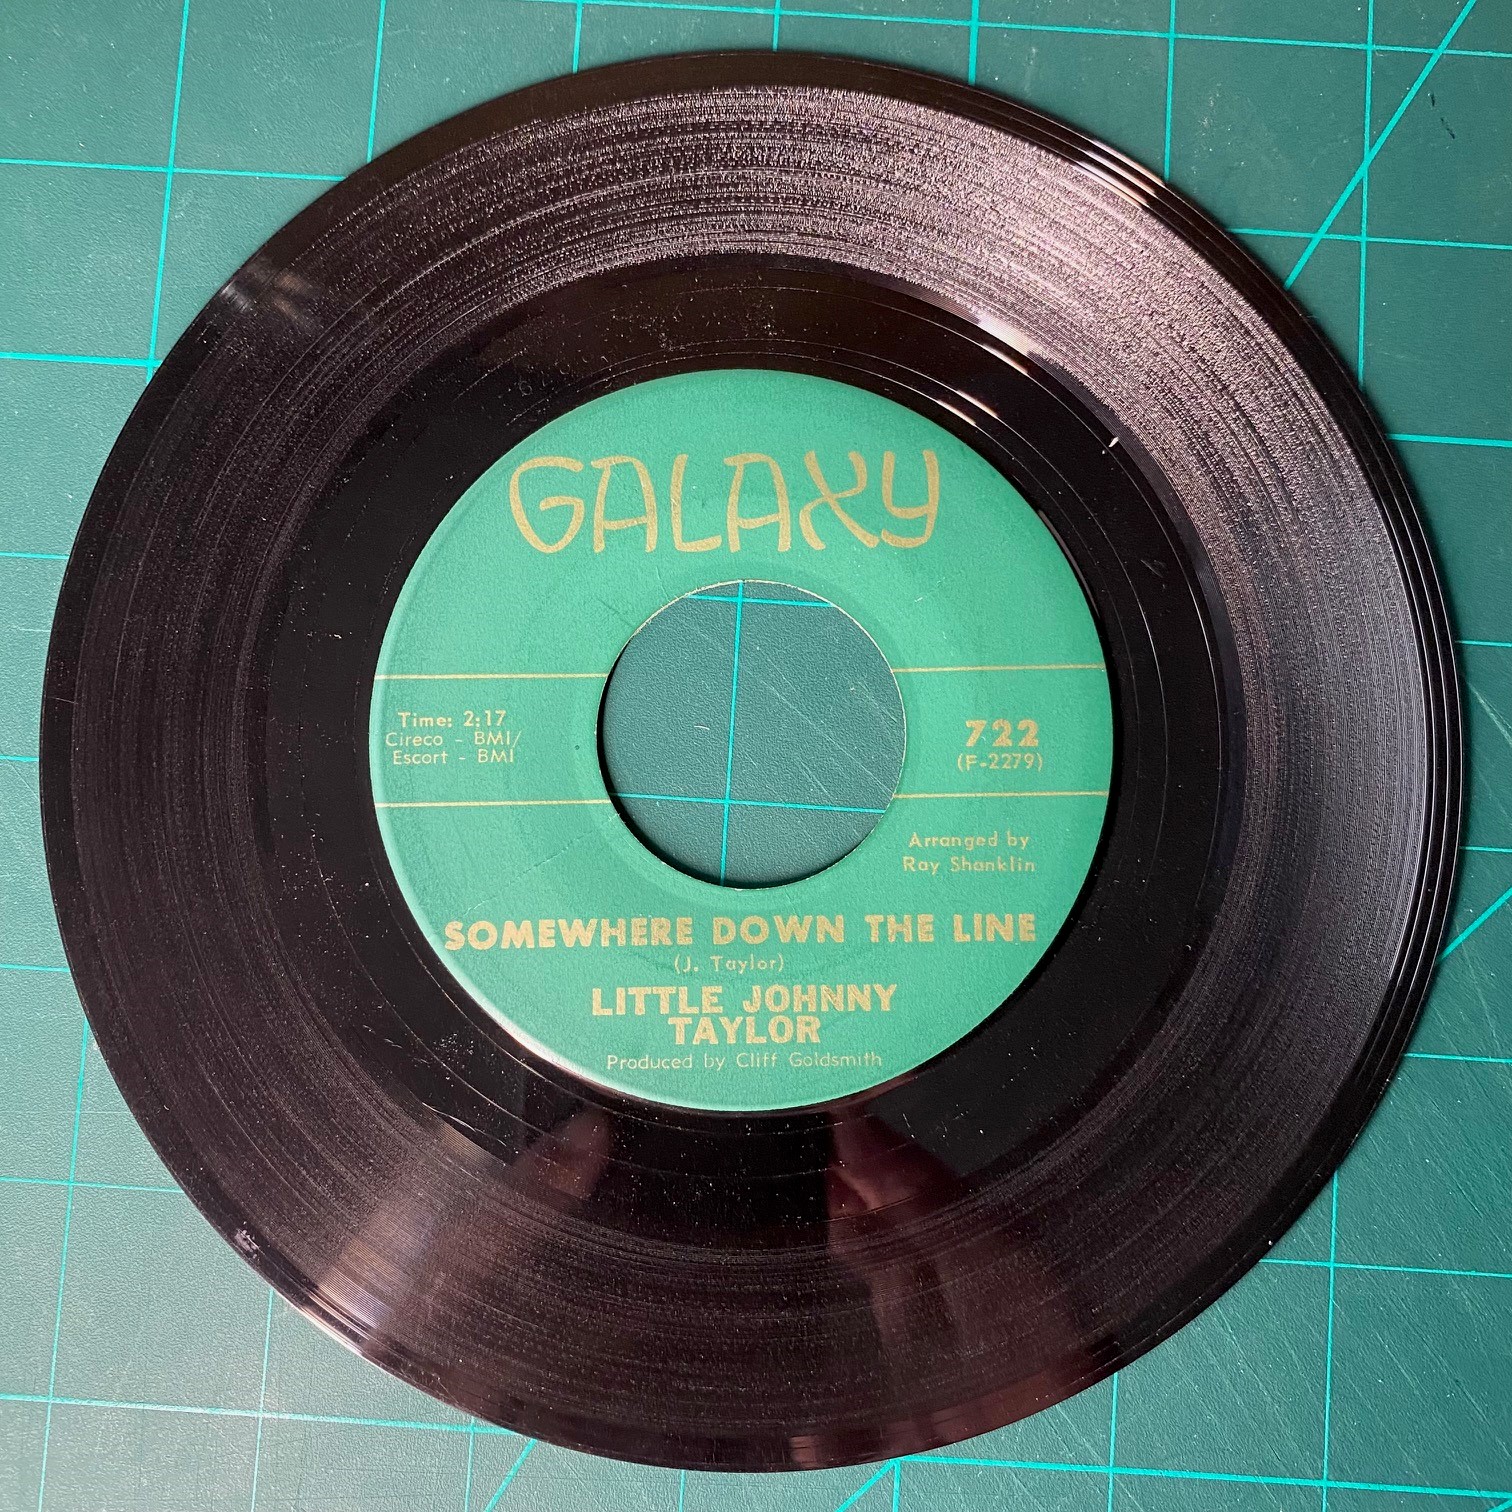 GALAXY
Time: 2:17
Cireco - BMI/
Escort - BMI
722
(F-2279)
Arranged by
Ray Shanklin
SOMEWHERE DOWN THE LINE
(J. Taylor)
LITTLE JOHNNY
TAYLOR
Produced by Cliff Goldsmith